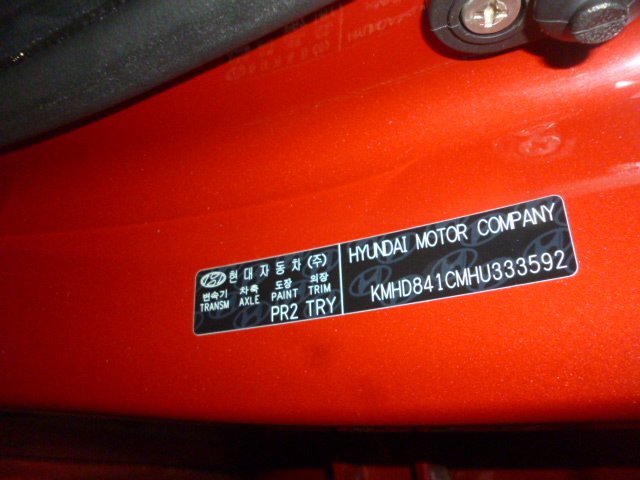 현대자동차(주)
변속기 차축 도장 의장
TRANSM AXLE PAINT TRIM
PR2 TRY
HYUNDAI MOTOR COMPANY
KMHD841CMHU333592